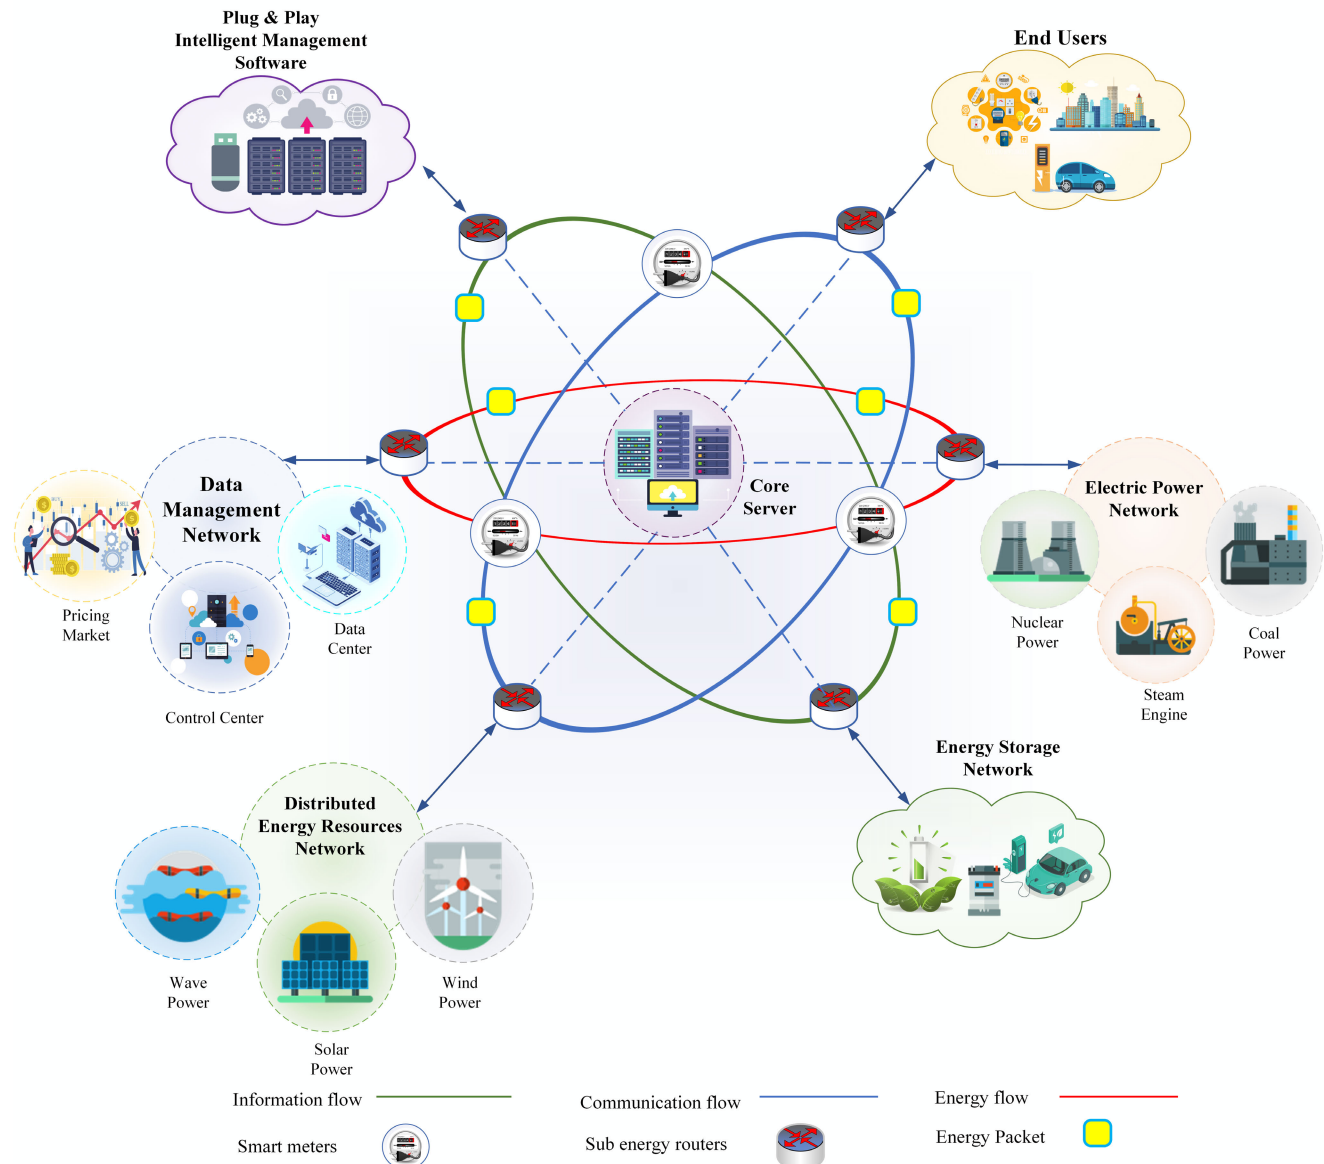 Plug & Play
Intelligent Management
Software
End Users
Core
Server
Data
Management
Network
Pricing
Market
Data
Center
Control Center
Electric Power
Network
Nuclear
Power
Coal
Power
Steam
Engine
Energy Storage
Network
Distributed
Energy Resources
Network
Wave
Power
Wind
Power
Solar
Power
Information flow
Communication flow
Energy flow
Smart meters
Sub energy routers
Energy Packet